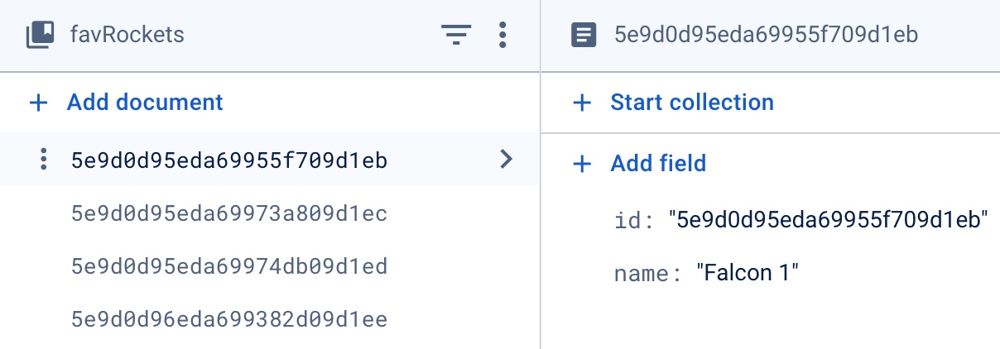 favRockets
Add document
5e9d0d95eda69955f709d1eb
5e9d0d95eda69973a809d1ec
5e9d0d95eda69974db09d1ed
5e9d0d96eda699382d09d1ee
5e9d0d95eda69955f709d1eb
Start collection
Add field
id: "5e9d0d95eda69955f709d1eb"
name: "Falcon 1"